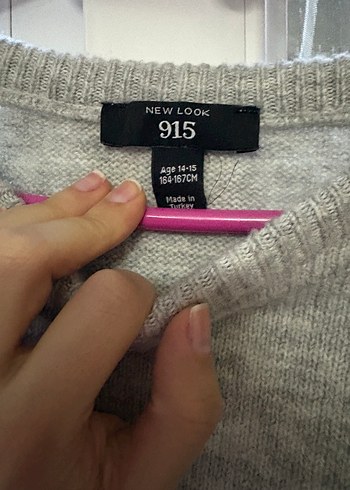 NEW LOOK
915
Age 14-15
164-167CM
Made in
Turkey